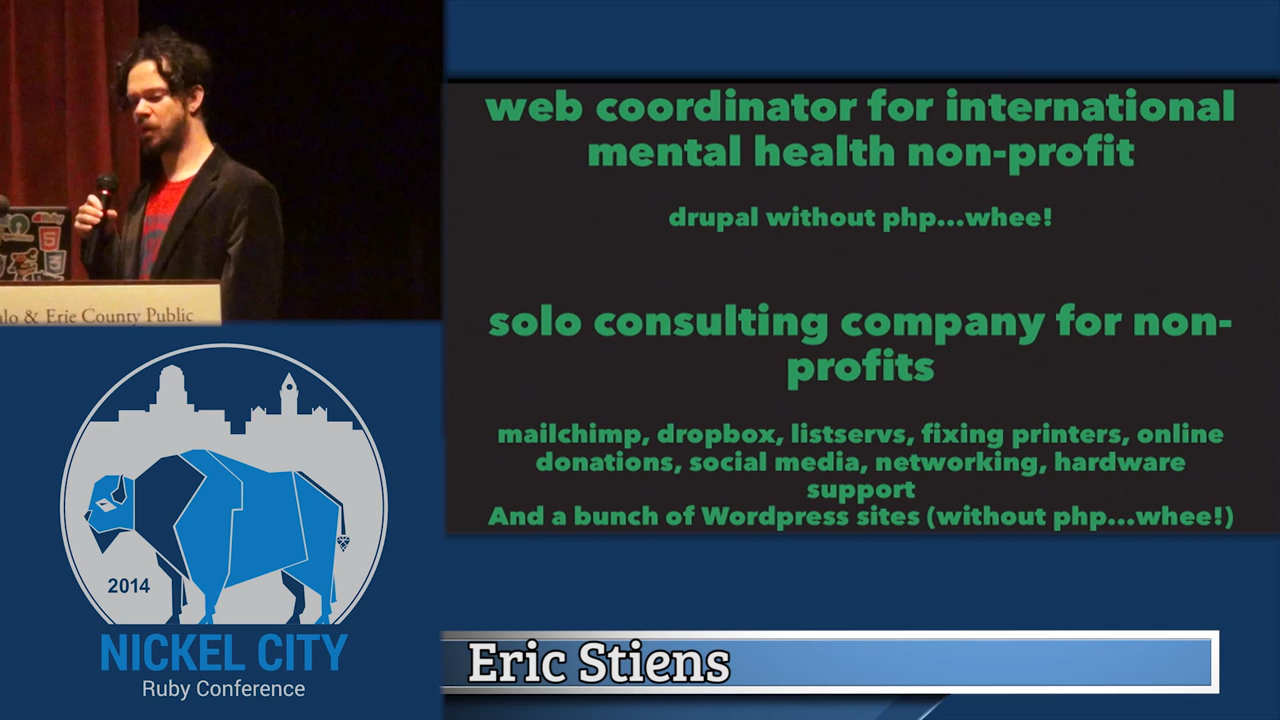 web coordinator for international
mental health non-profit
drupal without php...whee!
solo consulting company for non-
profits
mailchimp, dropbox, listservs, fixing printers, online
donations, social media, networking, hardware
support
And a bunch of Wordpress sites (without php...whee!)
lo & Erie County Public
2014
NICKEL CITY
Ruby Conference
Eric Stiens